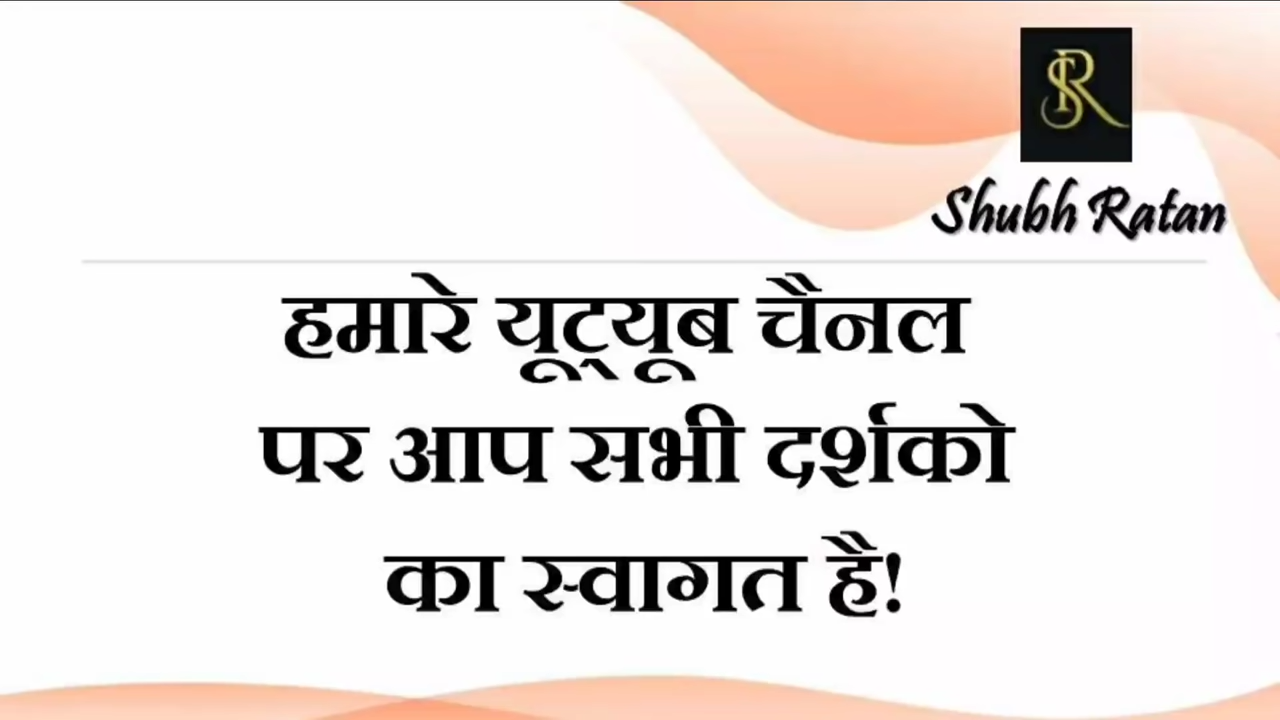 SR
Shubh Ratan
हमारे यूट्यूब चैनल
पर आप सभी दर्शको
का स्वागत है!